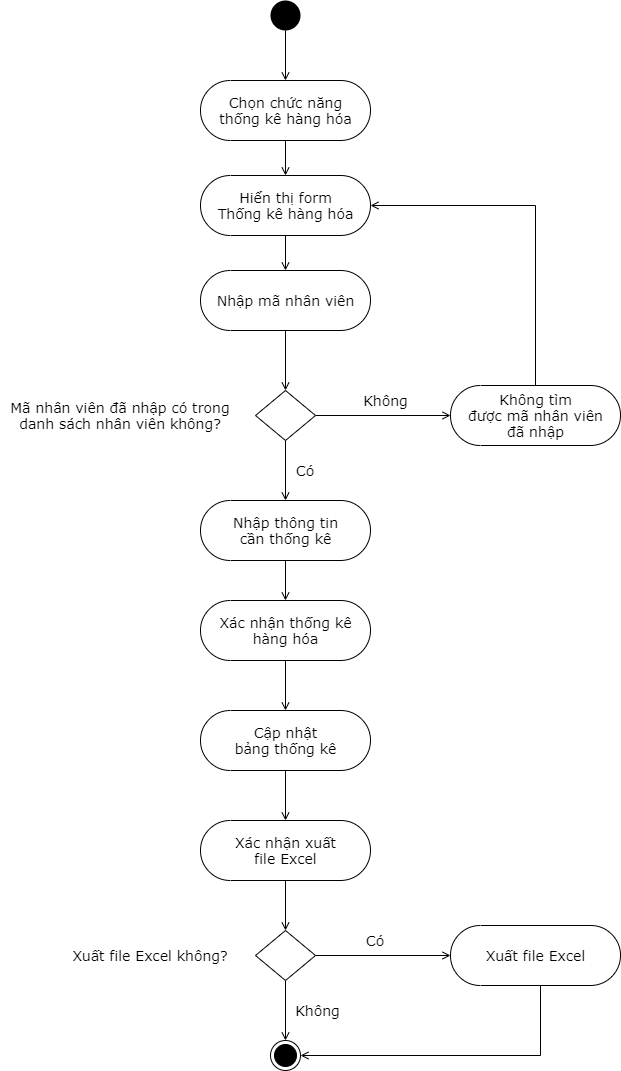 Chọn chức năng
thống kê hàng hóa
Hiển thị form
Thống kê hàng hóa
Nhập mã nhân viên
Mã nhân viên đã nhập có trong
danh sách nhân viên không?
Không
Không tìm
được mã nhân viên
đã nhập
Có
Nhập thông tin
cần thống kê
Xác nhận thống kê
hàng hóa
Cập nhật
bảng thống kê
Xác nhận xuất
file Excel
Xuất file Excel không?
Có
Xuất file Excel
Không